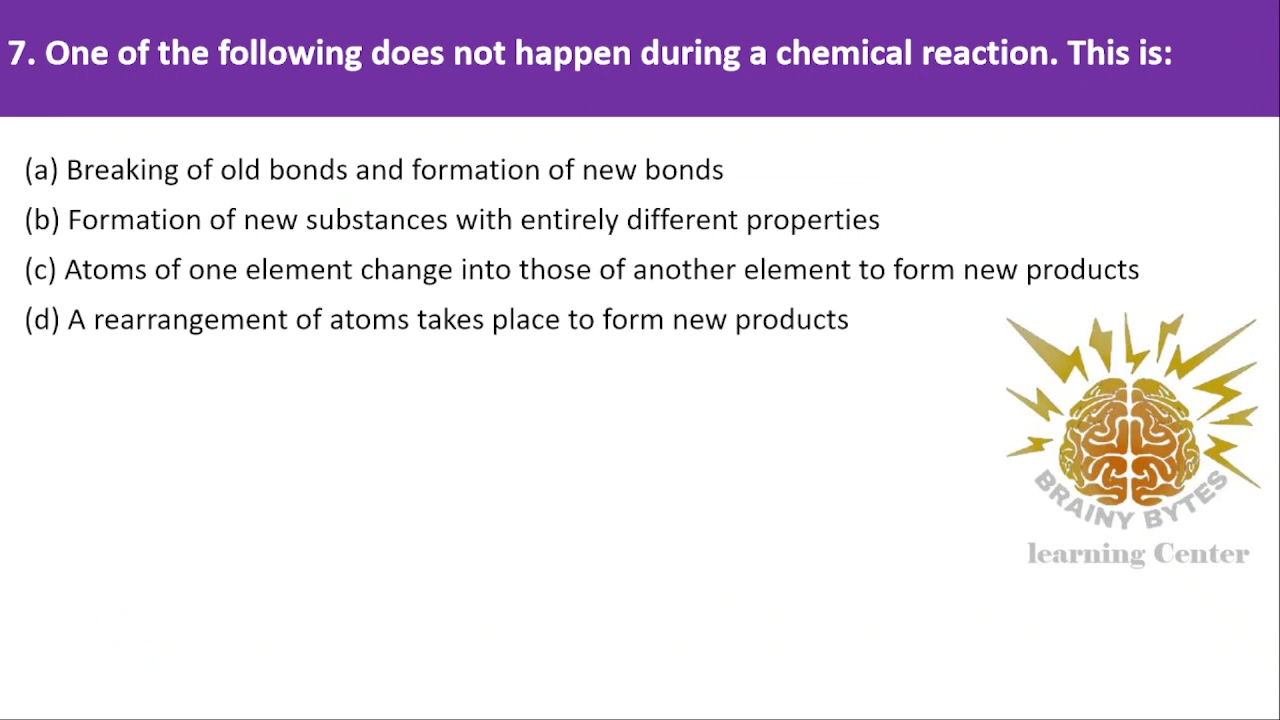 7. One of the following does not happen during a chemical reaction. This is:
(a) Breaking of old bonds and formation of new bonds
(b) Formation of new substances with entirely different properties
(c) Atoms of one element change into those of another element to form new products
(d) A rearrangement of atoms takes place to form new products
BRAINY BYTES
learning Center